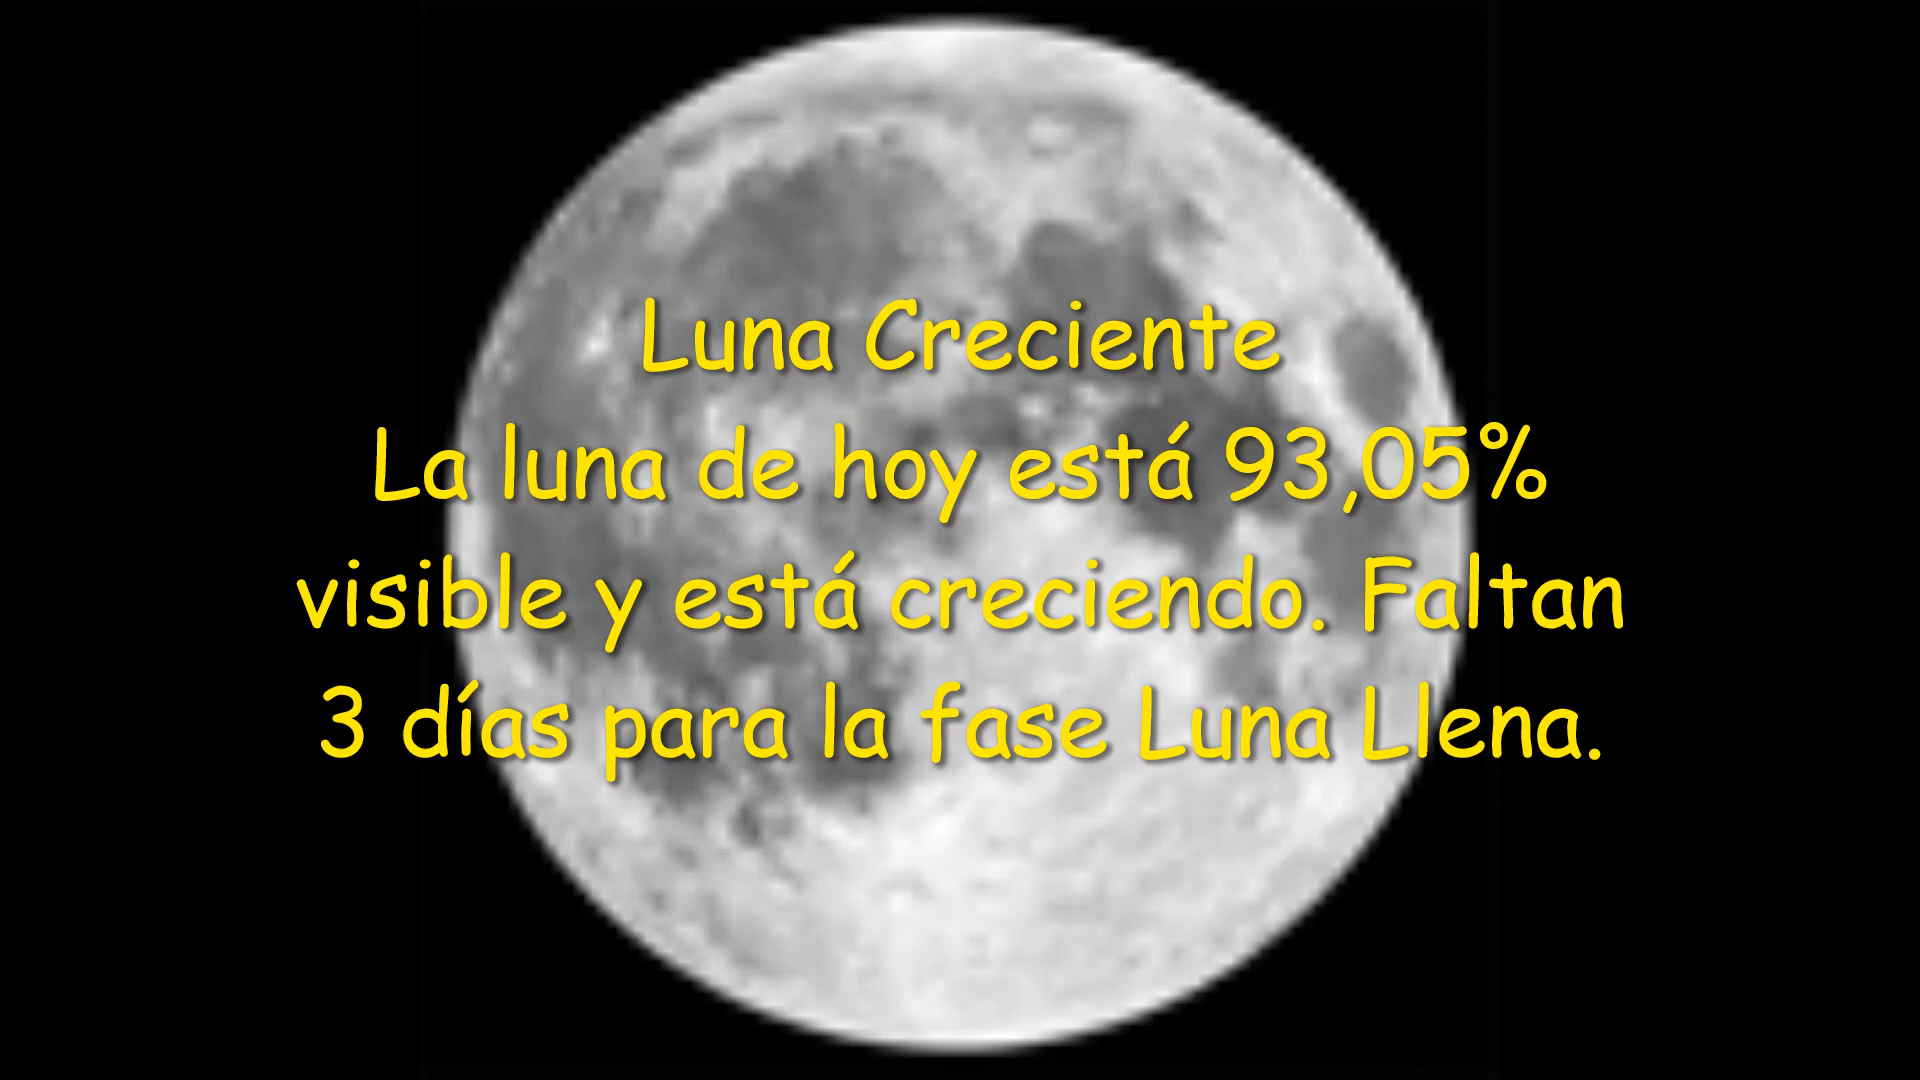 Luna Creciente
La luna de hoy está 93,05%
visible y está creciendo. Faltan
3 días para la fase Luna Llena.